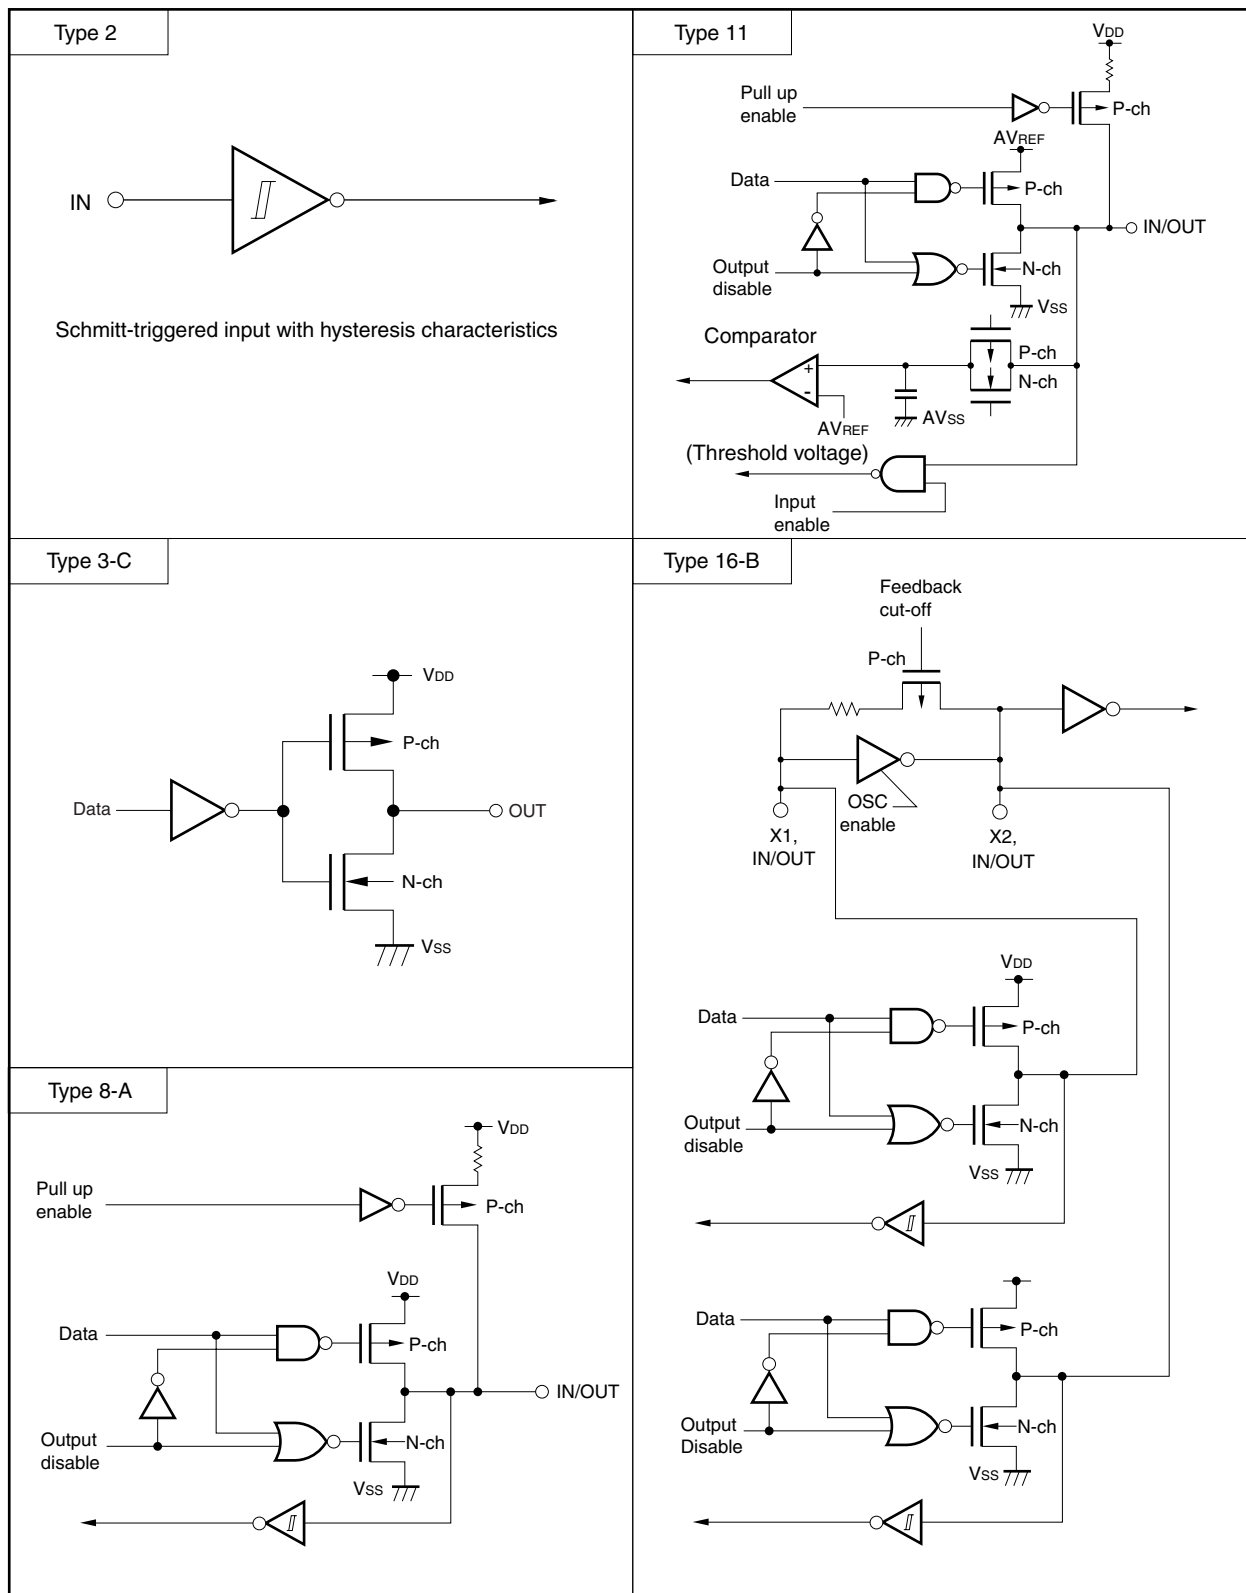 Type 2
IN
Schmitt-triggered input with hysteresis characteristics
Type 11
VDD
Pull up
enable
P-ch
AVREF
Data
P-ch
IN/OUT
Output
disable
N-ch
VSS
Comparator
P-ch
N-ch
+
-
AVREF
AVSS
(Threshold voltage)
Input
enable
Type 3-C
VDD
P-ch
Data
OUT
N-ch
VSS
Type 16-B
Feedback
cut-off
P-ch
OSC
enable
X1,
IN/OUT
X2,
IN/OUT
VDD
Data
P-ch
Output
disable
N-ch
VSS
Data
P-ch
Output
Disable
N-ch
VSS
Type 8-A
VDD
Pull up
enable
P-ch
VDD
Data
P-ch
IN/OUT
Output
disable
N-ch
VSS